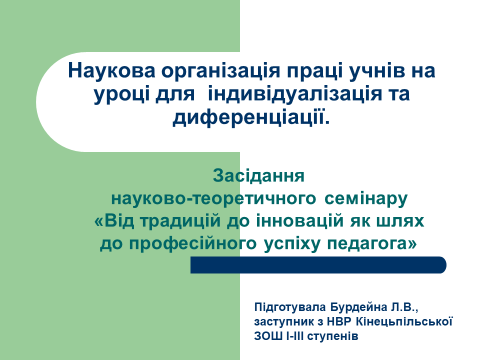 Наукова організація праці учнів на
уроці для  індивідуалізація та
диференціації.
Засідання
науково-теоретичного семінару
«Від традицій до інновацій як шлях
до професійного успіху педагога»
Підготувала Бурдейна Л.В.,
заступник з НВР Кінецьпільської
ЗОШ І-ІІІ ступенів